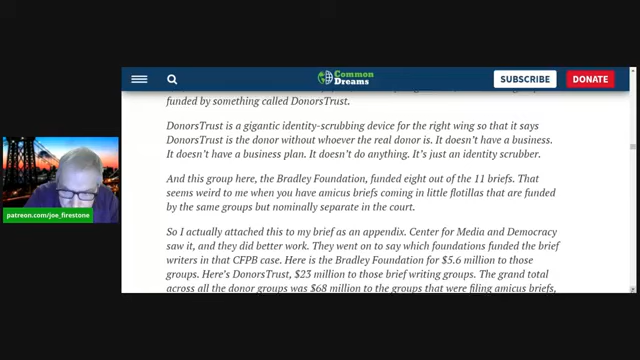 Common
Dreams
SUBSCRIBE
DONATE
funded by something called DonorsTrust.
DonorsTrust is a gigantic identity-scrubbing device for the right wing so that it says
DonorsTrust is the donor without whoever the real donor is. It doesn't have a business.
It doesn't have a business plan. It doesn't do anything. It's just an identity scrubber.
And this group here, the Bradley Foundation, funded eight out of the 11 briefs. That
seems weird to me when you have amicus briefs coming in little flotillas that are funded
by the same groups but nominally separate in the court.
So I actually attached this to my brief as an appendix. Center for Media and Democracy
saw it, and they did better work. They went on to say which foundations funded the brief
writers in that CFPB case. Here is the Bradley Foundation for $5.6 million to those
groups. Here's DonorsTrust, $23 million to those brief writing groups. The grand total
across all the donor groups was $68 million to the groups that were filing amicus briefs,
patreon.com/joe_firestone